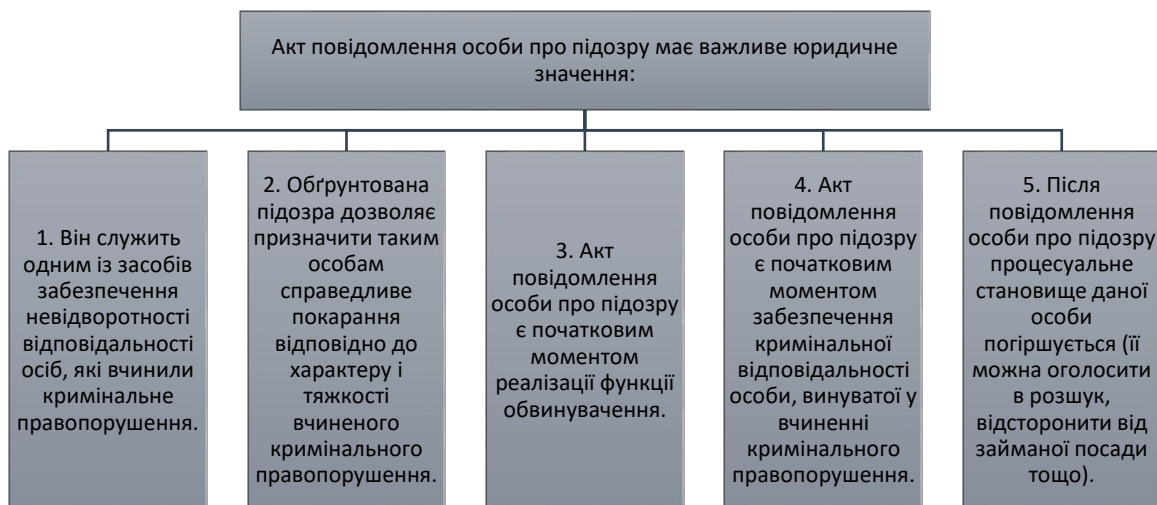 Акт повідомлення особи про підозру має важливе юридичне
значення:
1. Він служить
одним із засобів
забезпечення
невідворотності
відповідальності
осіб, які вчинили
кримінальне
правопорушення.
2. Обґрунтована
підозра дозволяє
призначити таким
особам
справедливе
покарання
відповідно до
характеру і
тяжкості
вчиненого
кримінального
правопорушення.
3. Акт
повідомлення
особи про підозру
є початковим
моментом
реалізації функції
обвинувачення.
4. Акт
повідомлення
особи про підозру
є початковим
моментом
забезпечення
кримінальної
відповідальності
особи, винуватої у
вчиненні
кримінального
правопорушення.
5. Після
повідомлення
особи про підозру
процесуальне
становище даної
особи
погіршується (її
можна оголосити
в розшук,
відсторонити від
займаної посади
тощо).